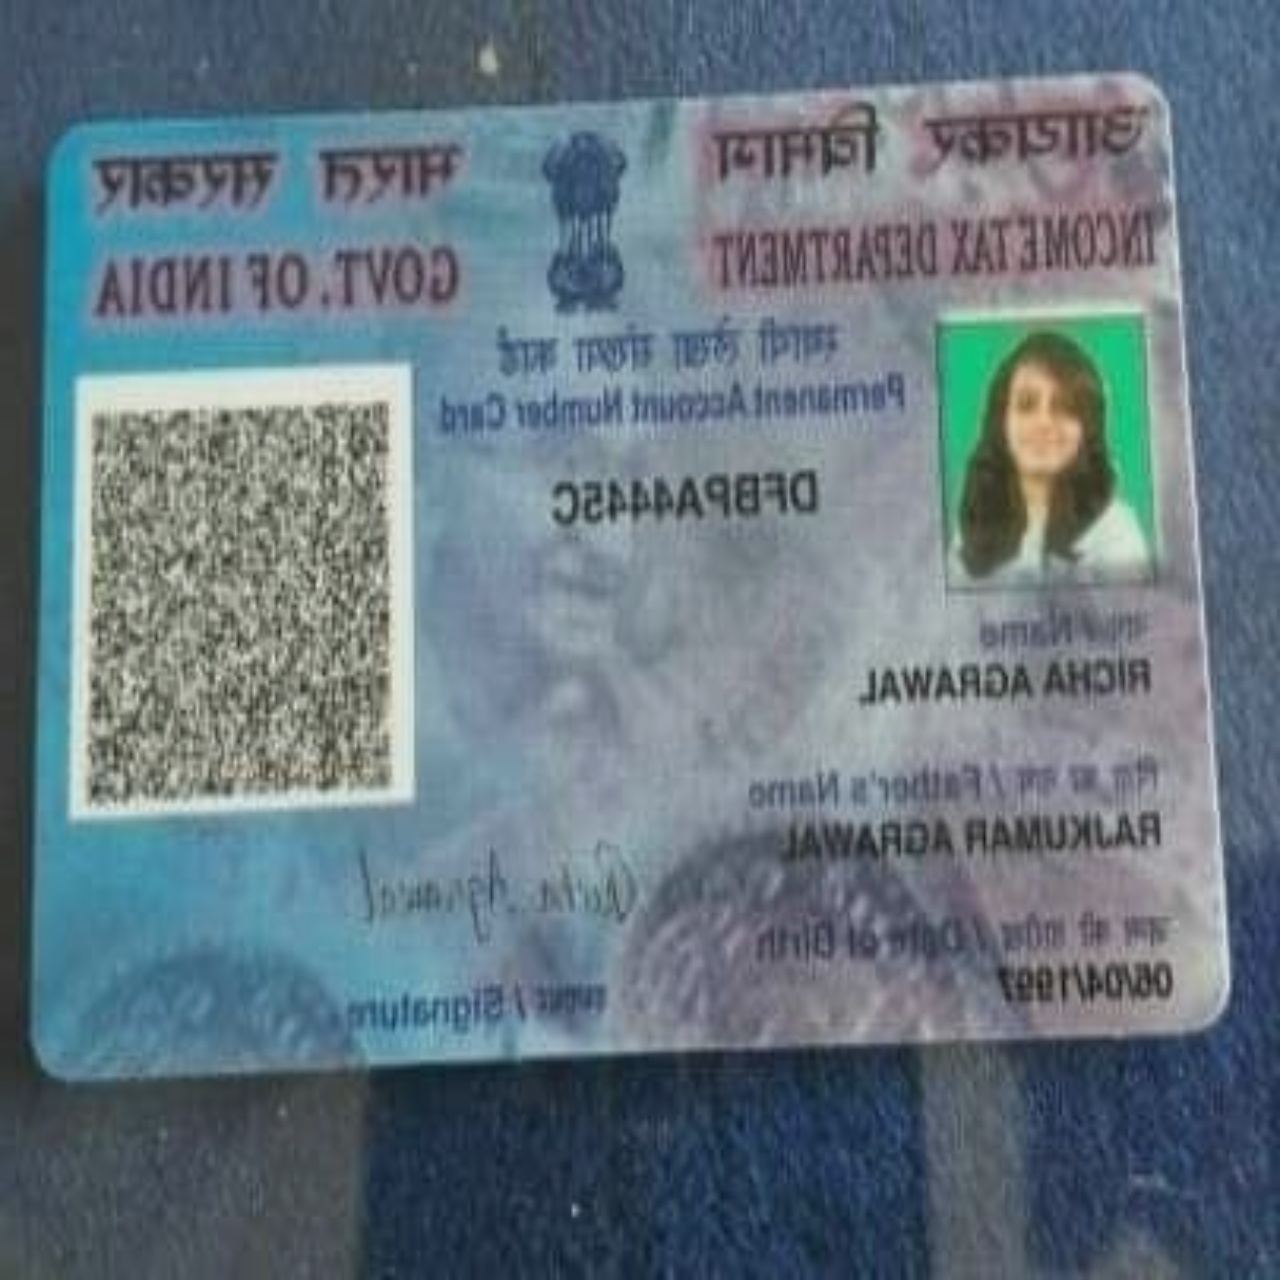 आयकर विभाग
INCOME TAX DEPARTMENT
भारत सरकार
GOVT. OF INDIA
स्थायी लेखा संख्या कार्ड
Permanent Account Number Card
DFBPA4445C
नाम / Name
RICHA AGRAWAL
पिता का नाम / Father's Name
RAJKUMAR AGRAWAL
जन्म की तारीख / Date of Birth
06/04/1997
Richa Agrawal
हस्ताक्षर / Signature